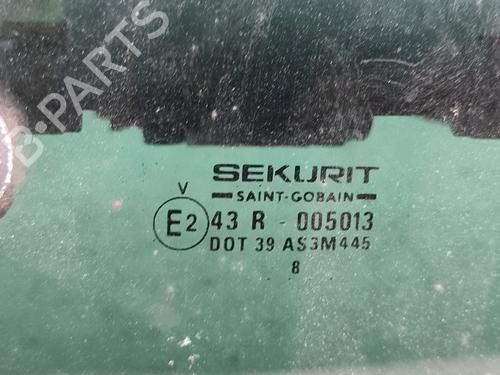 B-PARTS
SEKURIT
SAINT-GOBAIN
V
E2 43 R - 005013
DOT 39 AS3M445
8